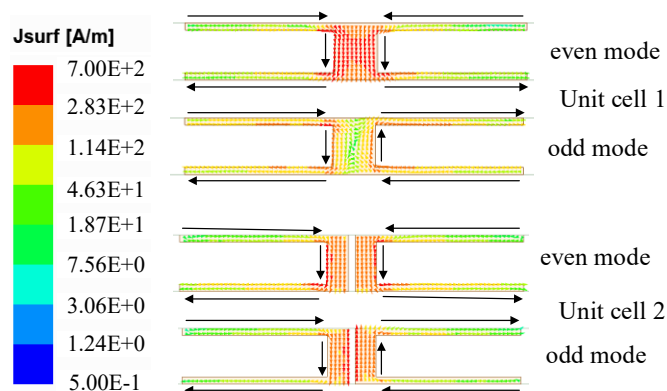 Jsurf [A/m]
7.00E+2
2.83E+2
1.14E+2
4.63E+1
1.87E+1
7.56E+0
3.06E+0
1.24E+0
5.00E-1
even mode
Unit cell 1
odd mode
even mode
Unit cell 2
odd mode